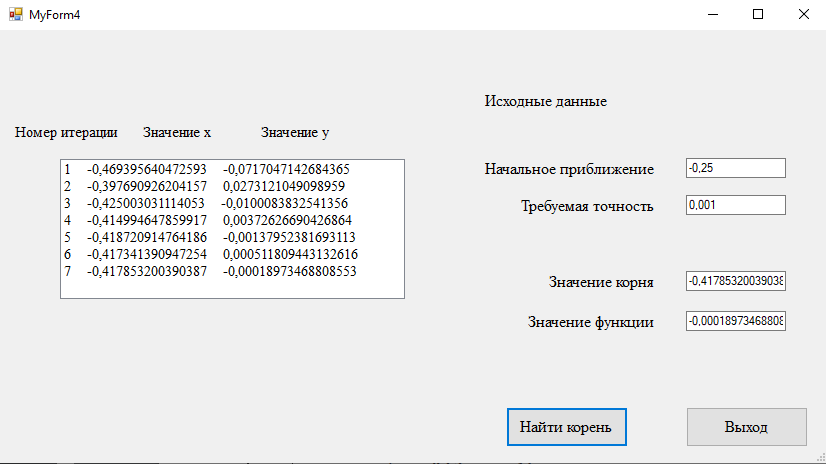 MyForm4
Исходные данные
Номер итерации Значение x Значение y
1 -0,469395640472593 -0,0717047142684365
2 -0,397690926204157 0,0273121049098959
3 -0,425003031114053 -0,0100083832541356
4 -0,414994647859917 0,00372626690426864
5 -0,418720914764186 -0,00137952381693113
6 -0,417341390947254 0,000511809443132616
7 -0,417853200390387 -0,00018973468808553
Начальное приближение -0,25
Требуемая точность 0,001
Значение корня -0,41785320039038
Значение функции -0,00018973468808
Найти корень Выход